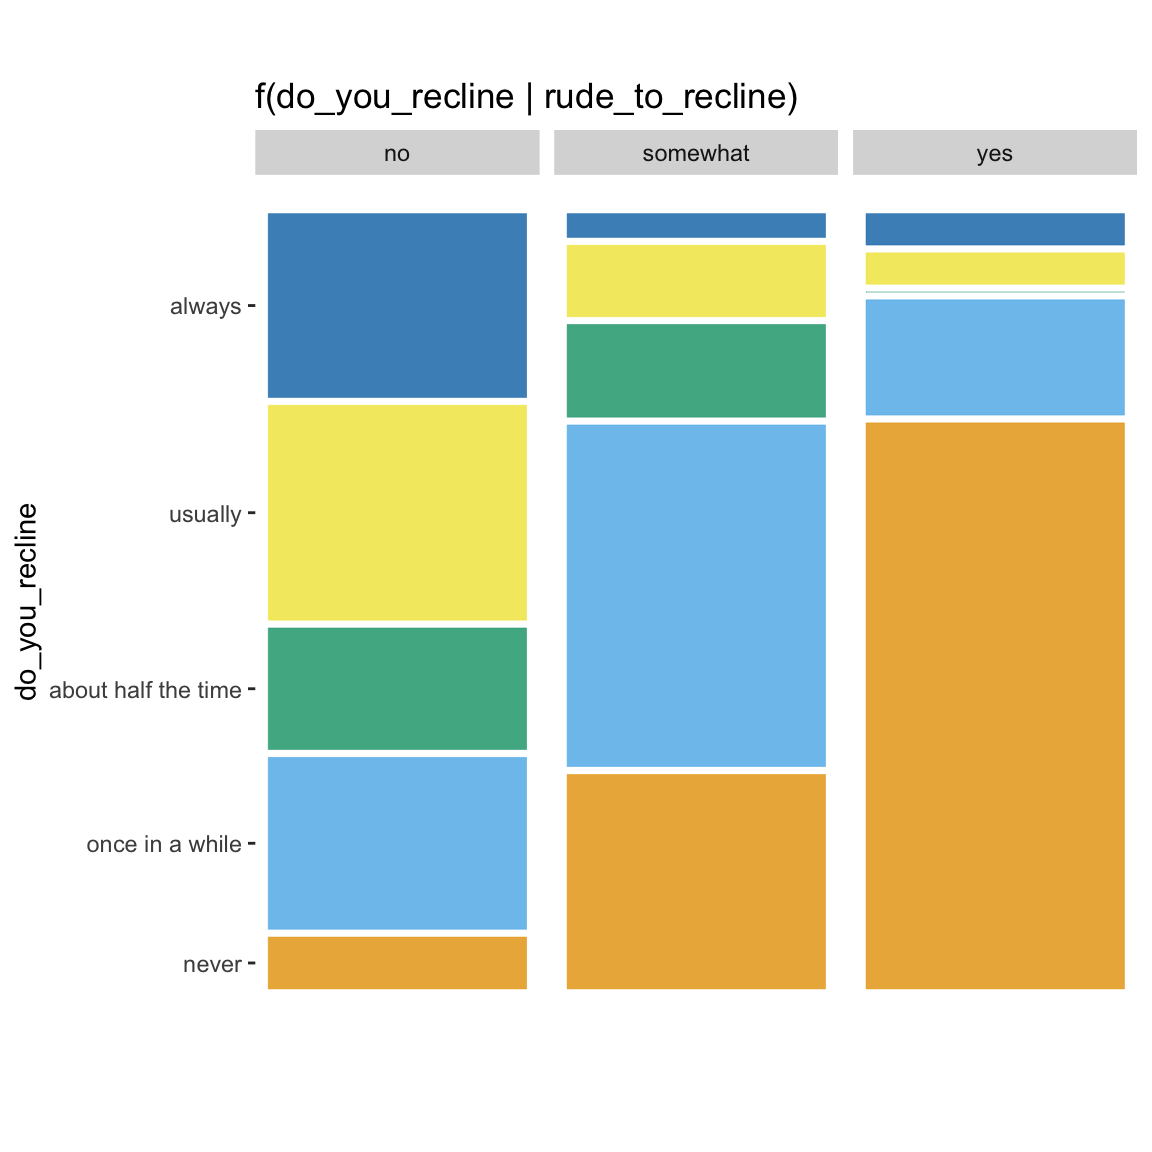 f(do_you_recline | rude_to_recline)
no
somewhat
yes
always
usually
about half the time
once in a while
never
do_you_recline